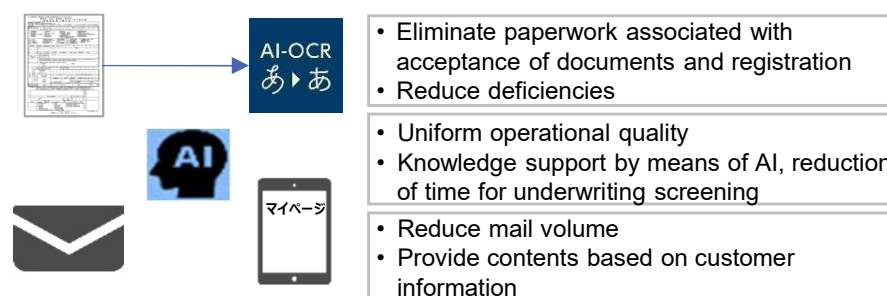 AI-OCR
あ▶あ
• Eliminate paperwork associated with
acceptance of documents and registration
• Reduce deficiencies
AI
• Uniform operational quality
• Knowledge support by means of AI, reduction
of time for underwriting screening
マイページ
• Reduce mail volume
• Provide contents based on customer
information